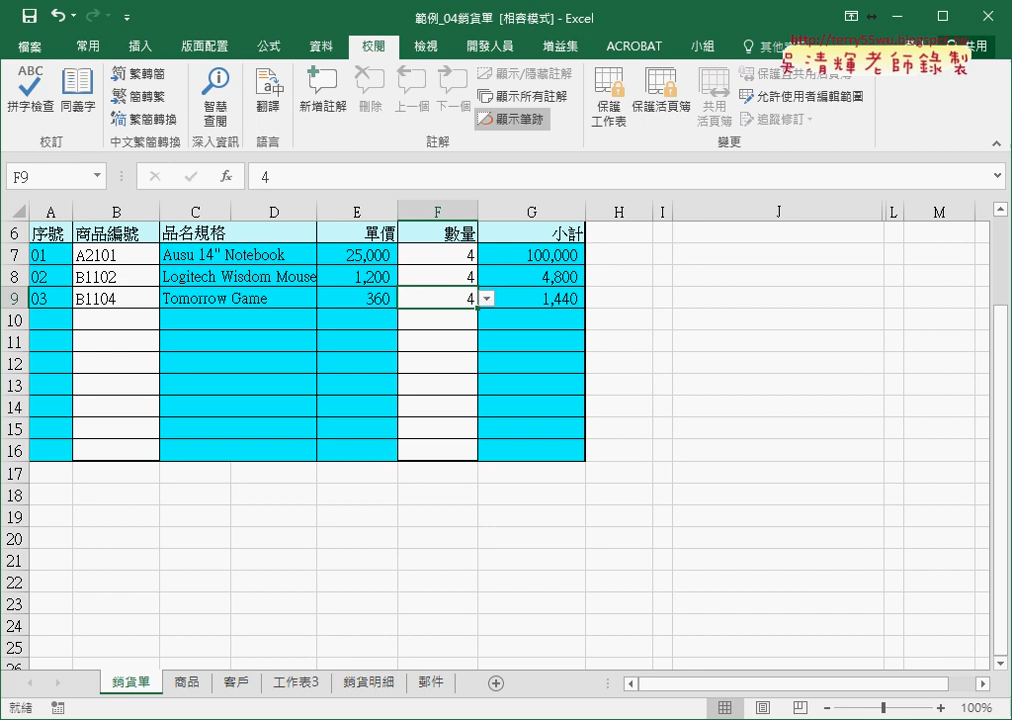 範例_04銷貨單 [相容模式] - Excel
檔案 常用 插入 版面配置 公式 資料 校閱 檢視 開發人員 增益集 ACROBAT 小組 其他 共用
http://terry55wu.blogspot.tw
吳清輝老師錄製
ABC 繁轉簡 顯示/隱藏註解
簡轉繁 顯示所有註解 允許使用者編輯範圍
拼字檢查 同義字 繁簡轉換 智慧查閱 翻譯 新增註解 刪除 上一個 下一個 顯示筆跡 保護工作表 保護活頁簿 共用活頁簿 追蹤修訂
校訂 中文繁簡轉換 深入資訊 語言 註解 變更
F9 fx 4
A B C D E F G H I J L M
6 序號 商品編號 品名規格 單價 數量 小計
7 01 A2101 Ausu 14" Notebook 25,000 4 100,000
8 02 B1102 Logitech Wisdom Mouse 1,200 4 4,800
9 03 B1104 Tomorrow Game 360 4 1,440
10
11
12
13
14
15
16
17
18
19
20
21
22
23
24
25
26
銷貨單 商品 客戶 工作表3 銷貨明細 郵件
就緒 100%